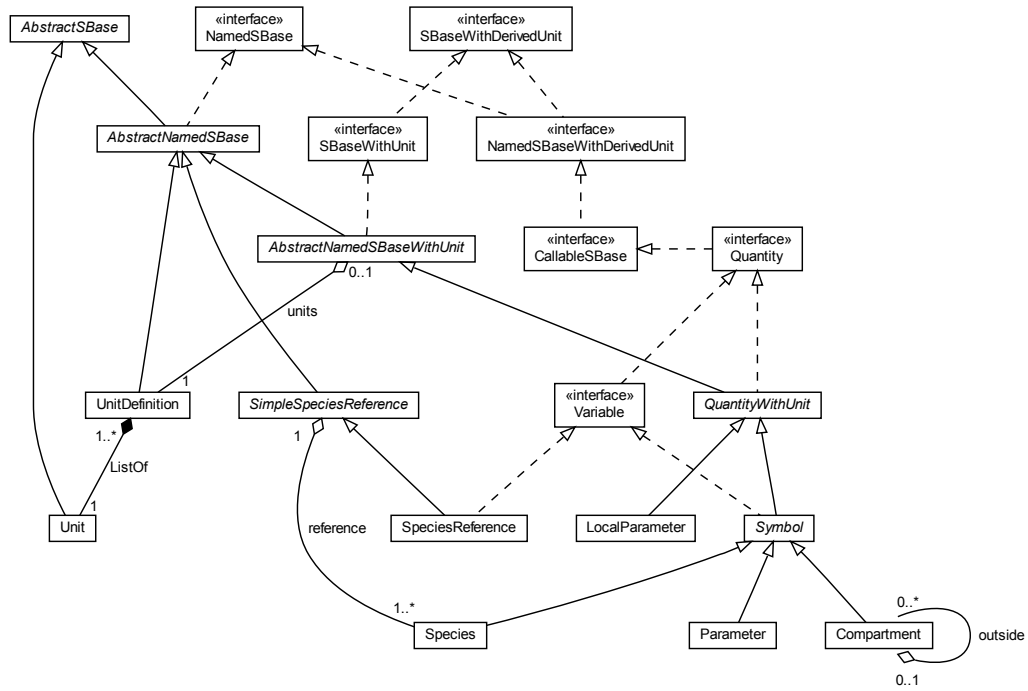 AbstractSBase
«interface»
NamedSBase
«interface»
SBaseWithDerivedUnit
AbstractNamedSBase
«interface»
SBaseWithUnit
«interface»
NamedSBaseWithDerivedUnit
AbstractNamedSBaseWithUnit
«interface»
CallableSBase
«interface»
Quantity
0..1
units
1
UnitDefinition
SimpleSpeciesReference
«interface»
Variable
QuantityWithUnit
1..*
1
ListOf
1
Unit
reference
SpeciesReference
LocalParameter
Symbol
1..*
Species
Parameter
Compartment
0..*
outside
0..1